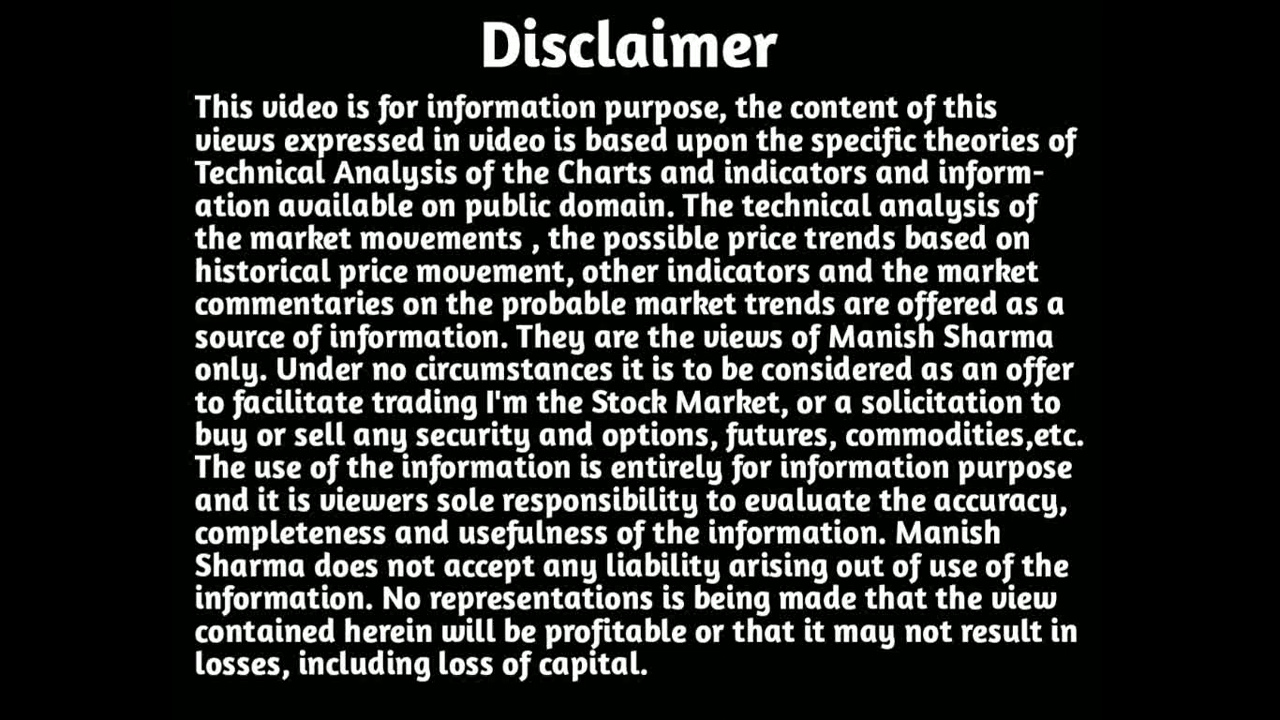 Disclaimer
This video is for information purpose, the content of this
views expressed in video is based upon the specific theories of
Technical Analysis of the Charts and indicators and inform-
ation available on public domain. The technical analysis of
the market movements , the possible price trends based on
historical price movement, other indicators and the market
commentaries on the probable market trends are offered as a
source of information. They are the views of Manish Sharma
only. Under no circumstances it is to be considered as an offer
to facilitate trading I'm the Stock Market, or a solicitation to
buy or sell any security and options, futures, commodities,etc.
The use of the information is entirely for information purpose
and it is viewers sole responsibility to evaluate the accuracy,
completeness and usefulness of the information. Manish
Sharma does not accept any liability arising out of use of the
information. No representations is being made that the view
contained herein will be profitable or that it may not result in
losses, including loss of capital.